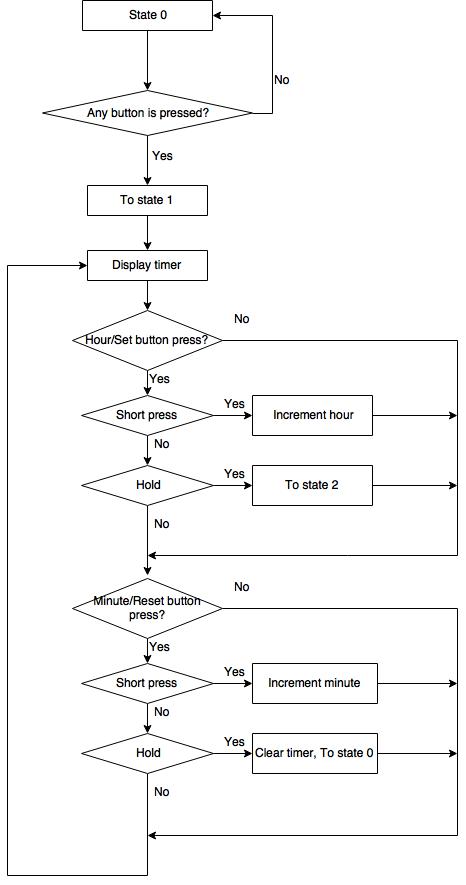 State 0
No
Any button is pressed?
Yes
To state 1
Display timer
No
Hour/Set button press?
Yes
Short press
Yes
Increment hour
No
Hold
Yes
To state 2
No
No
Minute/Reset button
press?
Yes
Short press
Yes
Increment minute
No
Hold
Yes
Clear timer, To state 0
No